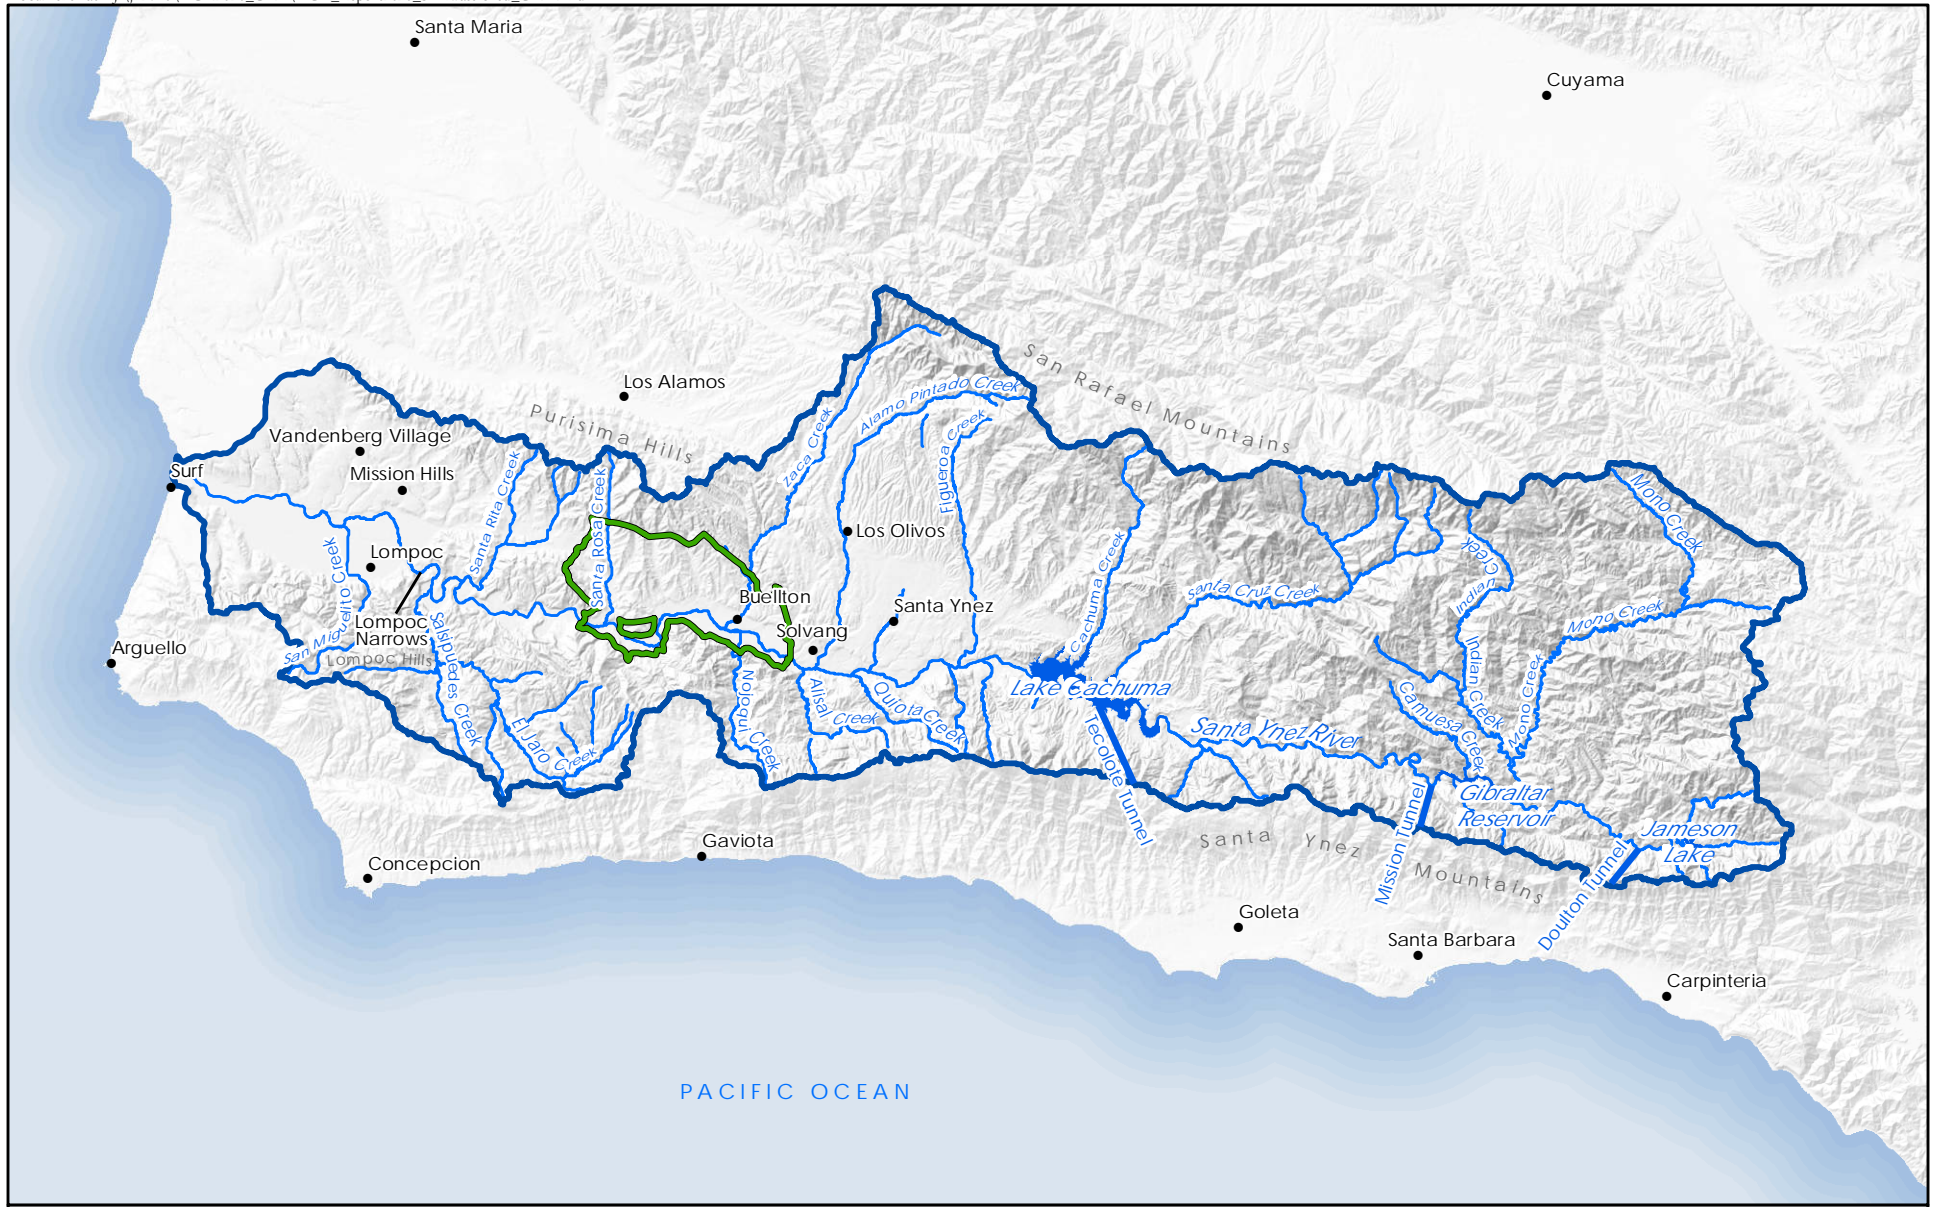 Santa Maria
Cuyama
San Rafael Mountains
Los Alamos
Purisima Hills
Alamo Pintado Creek
Zaca Creek
Figueroa Creek
Vandenberg Village
Mission Hills
Surf
Santa Rita Creek
Santa Rosa Creek
Los Olivos
Mono Creek
Lompoc
San Miguelito Creek
Cachuma Creek
Indian Creek
Santa Cruz Creek
Buellton
Santa Ynez
Mono Creek
Lompoc
Narrows
Solvang
Arguello
Lompoc Hills
Salsipuedes Creek
Nojoqui Creek
Alisal Creek
Quiota Creek
Lake Cachuma
Indian Creek
Mono Creek
Camuesa Creek
El Jaro Creek
Tecolote Tunnel
Santa Ynez River
Gibraltar
Reservoir
Jameson
Lake
Mission Tunnel
Doulton Tunnel
Santa Ynez Mountains
Gaviota
Concepcion
Goleta
Santa Barbara
Carpinteria
PACIFIC OCEAN